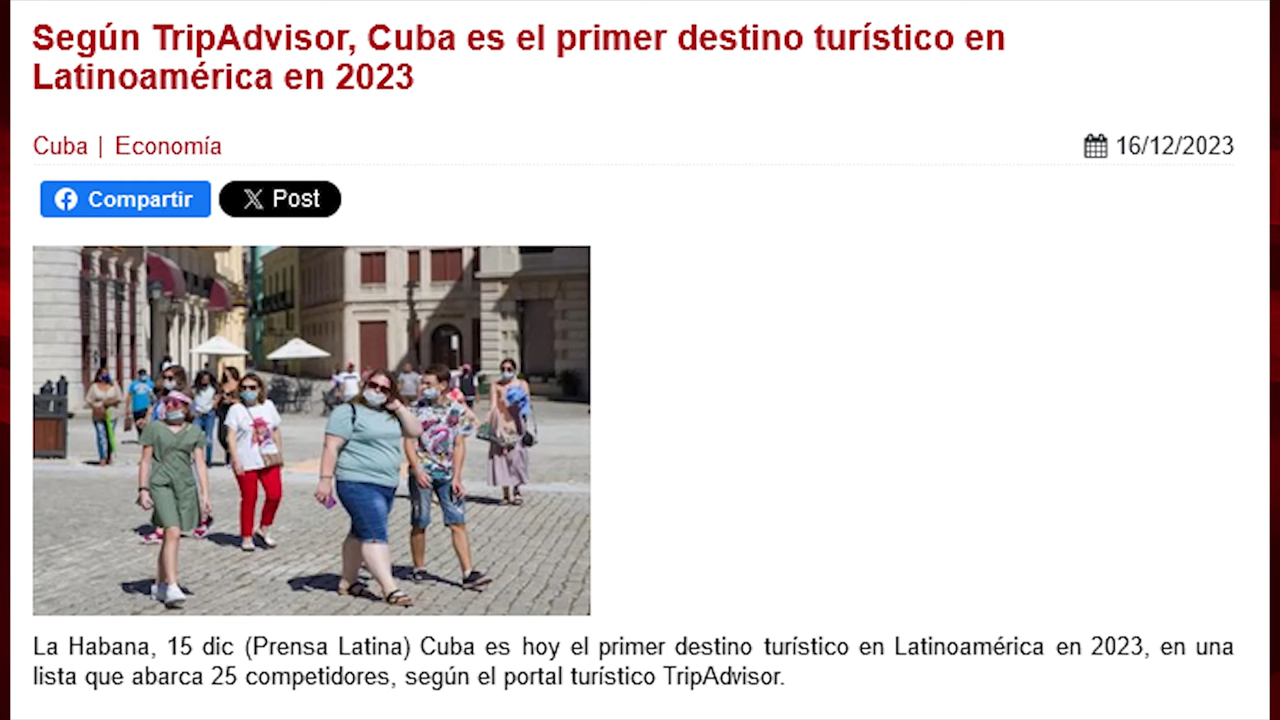 Según TripAdvisor, Cuba es el primer destino turístico en
Latinoamérica en 2023
Cuba | Economía
16/12/2023
Compartir
Post
La Habana, 15 dic (Prensa Latina) Cuba es hoy el primer destino turístico en Latinoamérica en 2023, en una
lista que abarca 25 competidores, según el portal turístico TripAdvisor.